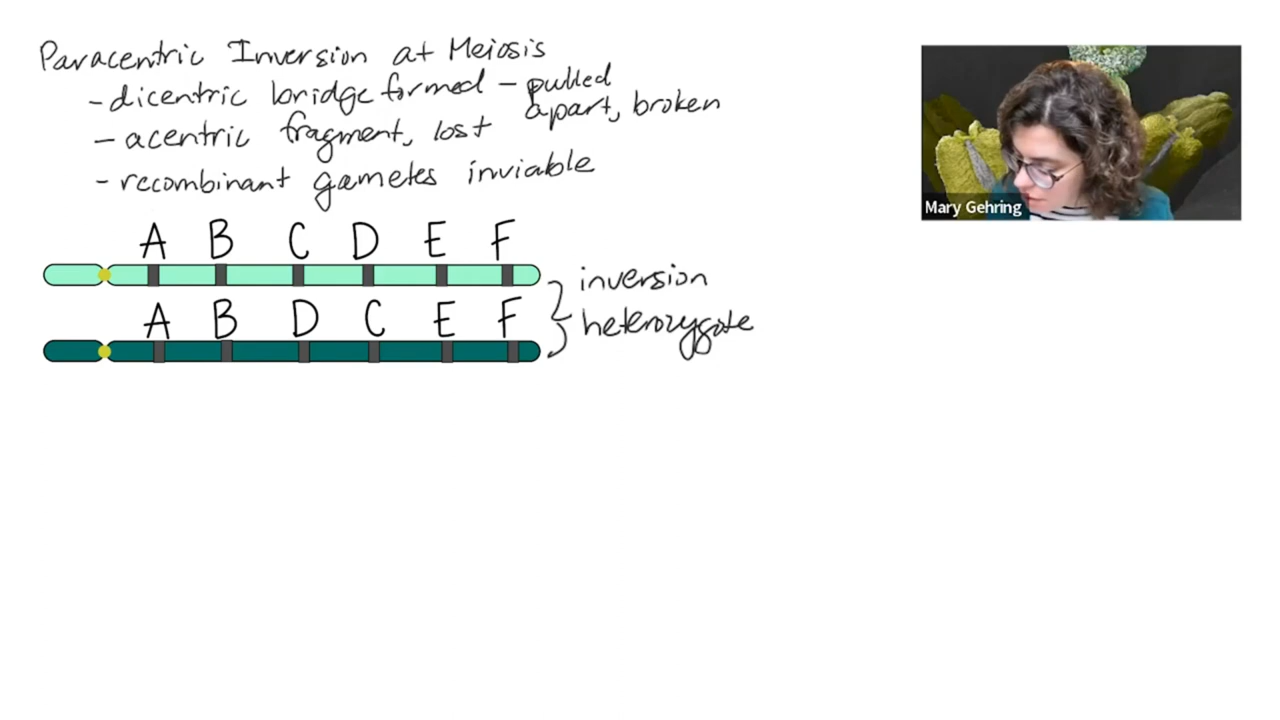 Paracentric Inversion at Meiosis
- dicentric bridge formed - pulled apart, broken
- acentric fragment, lost
- recombinant gametes inviable
A B C D E F
inversion
A B D C E F
heterozygote
Mary Gehring